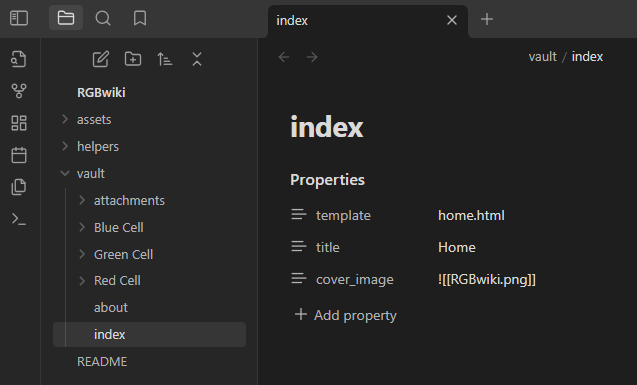 index
vault / index
RGBwiki
assets
helpers
vault
attachments
Blue Cell
Green Cell
Red Cell
about
index
README
index
Properties
template home.html
title Home
cover_image ![[RGBwiki.png]]
Add property